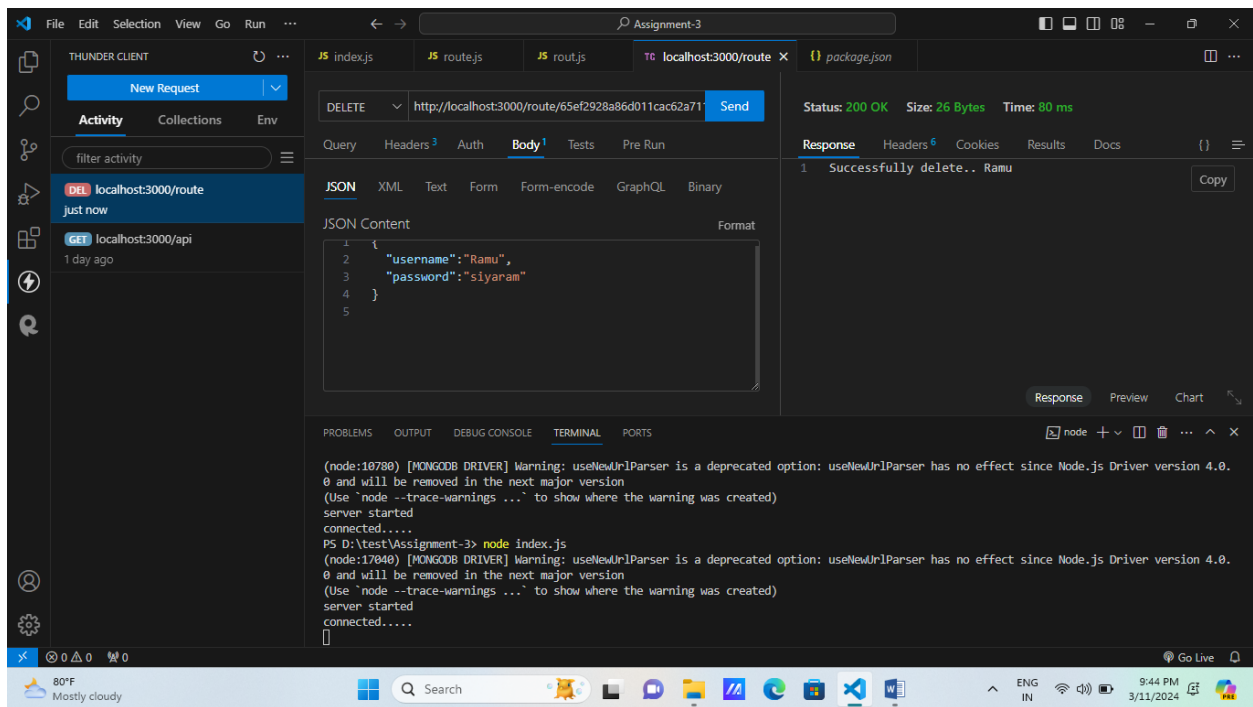 File Edit Selection View Go Run ...
Assignment-3
THUNDER CLIENT
New Request
Activity Collections Env
filter activity
DEL localhost:3000/route
just now
GET localhost:3000/api
1 day ago
JS index.js JS route.js JS rout.js TC localhost:3000/route {} package.json
DELETE http://localhost:3000/route/65ef2928a86d011cac62a71 Send
Query Headers 3 Auth Body 1 Tests Pre Run
JSON XML Text Form Form-encode GraphQL Binary
JSON Content Format
1 {
2 "username":"Ramu",
3 "password":"siyaram"
4 }
5
Status: 200 OK Size: 26 Bytes Time: 80 ms
Response Headers 6 Cookies Results Docs {}
1 Successfully delete.. Ramu
Copy
Response Preview Chart
PROBLEMS OUTPUT DEBUG CONSOLE TERMINAL PORTS node
(node:10780) [MONGODB DRIVER] Warning: useNewUrlParser is a deprecated option: useNewUrlParser has no effect since Node.js Driver version 4.0.
0 and will be removed in the next major version
(Use `node --trace-warnings ...` to show where the warning was created)
server started
connected.....
PS D:\test\Assignment-3> node index.js
(node:17040) [MONGODB DRIVER] Warning: useNewUrlParser is a deprecated option: useNewUrlParser has no effect since Node.js Driver version 4.0.
0 and will be removed in the next major version
(Use `node --trace-warnings ...` to show where the warning was created)
server started
connected.....
0 0 0 Go Live
80°F
Mostly cloudy
Search
ENG
IN
9:44 PM
3/11/2024
PRE